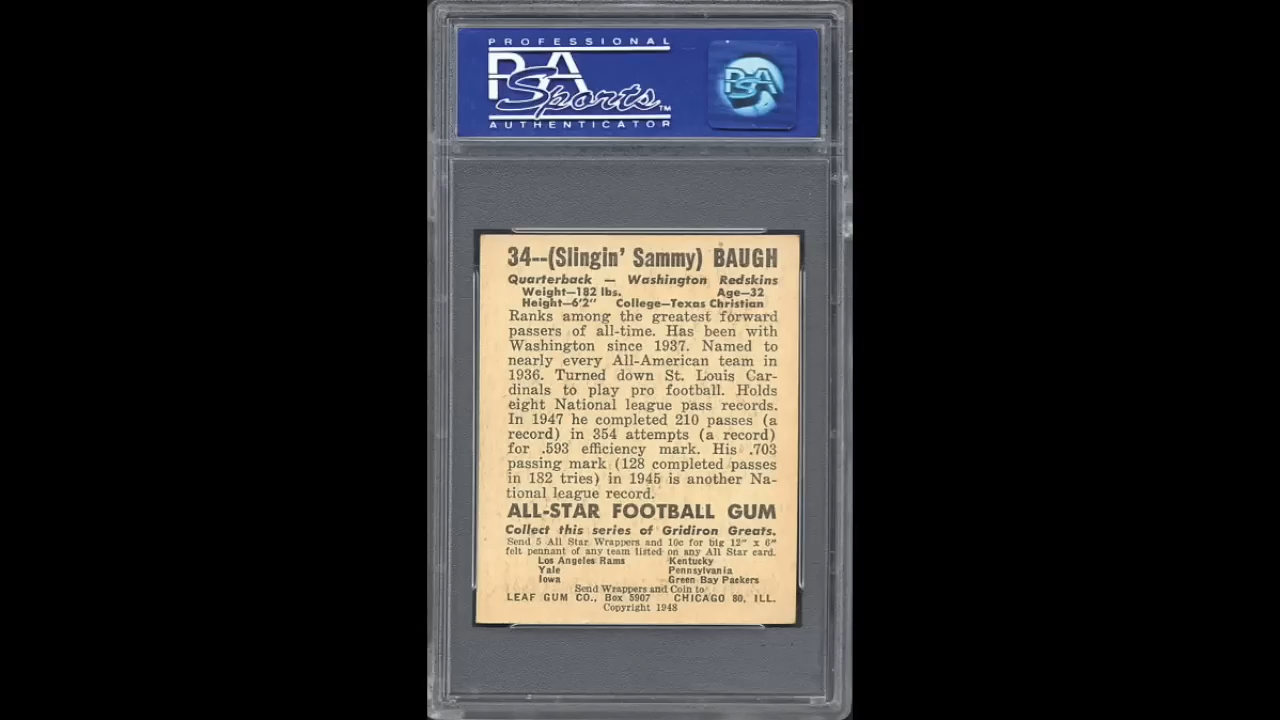 PROFESSIONAL
PSA
Sports™
AUTHENTICATOR
PSA
34--(Slingin' Sammy) BAUGH
Quarterback — Washington Redskins
Weight—182 lbs. Age—32
Height—6'2" College—Texas Christian
Ranks among the greatest forward
passers of all-time. Has been with
Washington since 1937. Named to
nearly every All-American team in
1936. Turned down St. Louis Car-
dinals to play pro football. Holds
eight National league pass records.
In 1947 he completed 210 passes (a
record) in 354 attempts (a record)
for .593 efficiency mark. His .703
passing mark (128 completed passes
in 182 tries) in 1945 is another Na-
tional league record.
ALL-STAR FOOTBALL GUM
Collect this series of Gridiron Greats.
Send 5 All Star Wrappers and 10c for big 12" x 6"
felt pennant of any team listed on any All Star card.
Los Angeles Rams Kentucky
Yale Pennsylvania
Iowa Green Bay Packers
Send Wrappers and Coin to
LEAF GUM CO., Box 5907 CHICAGO 80, ILL.
Copyright 1948